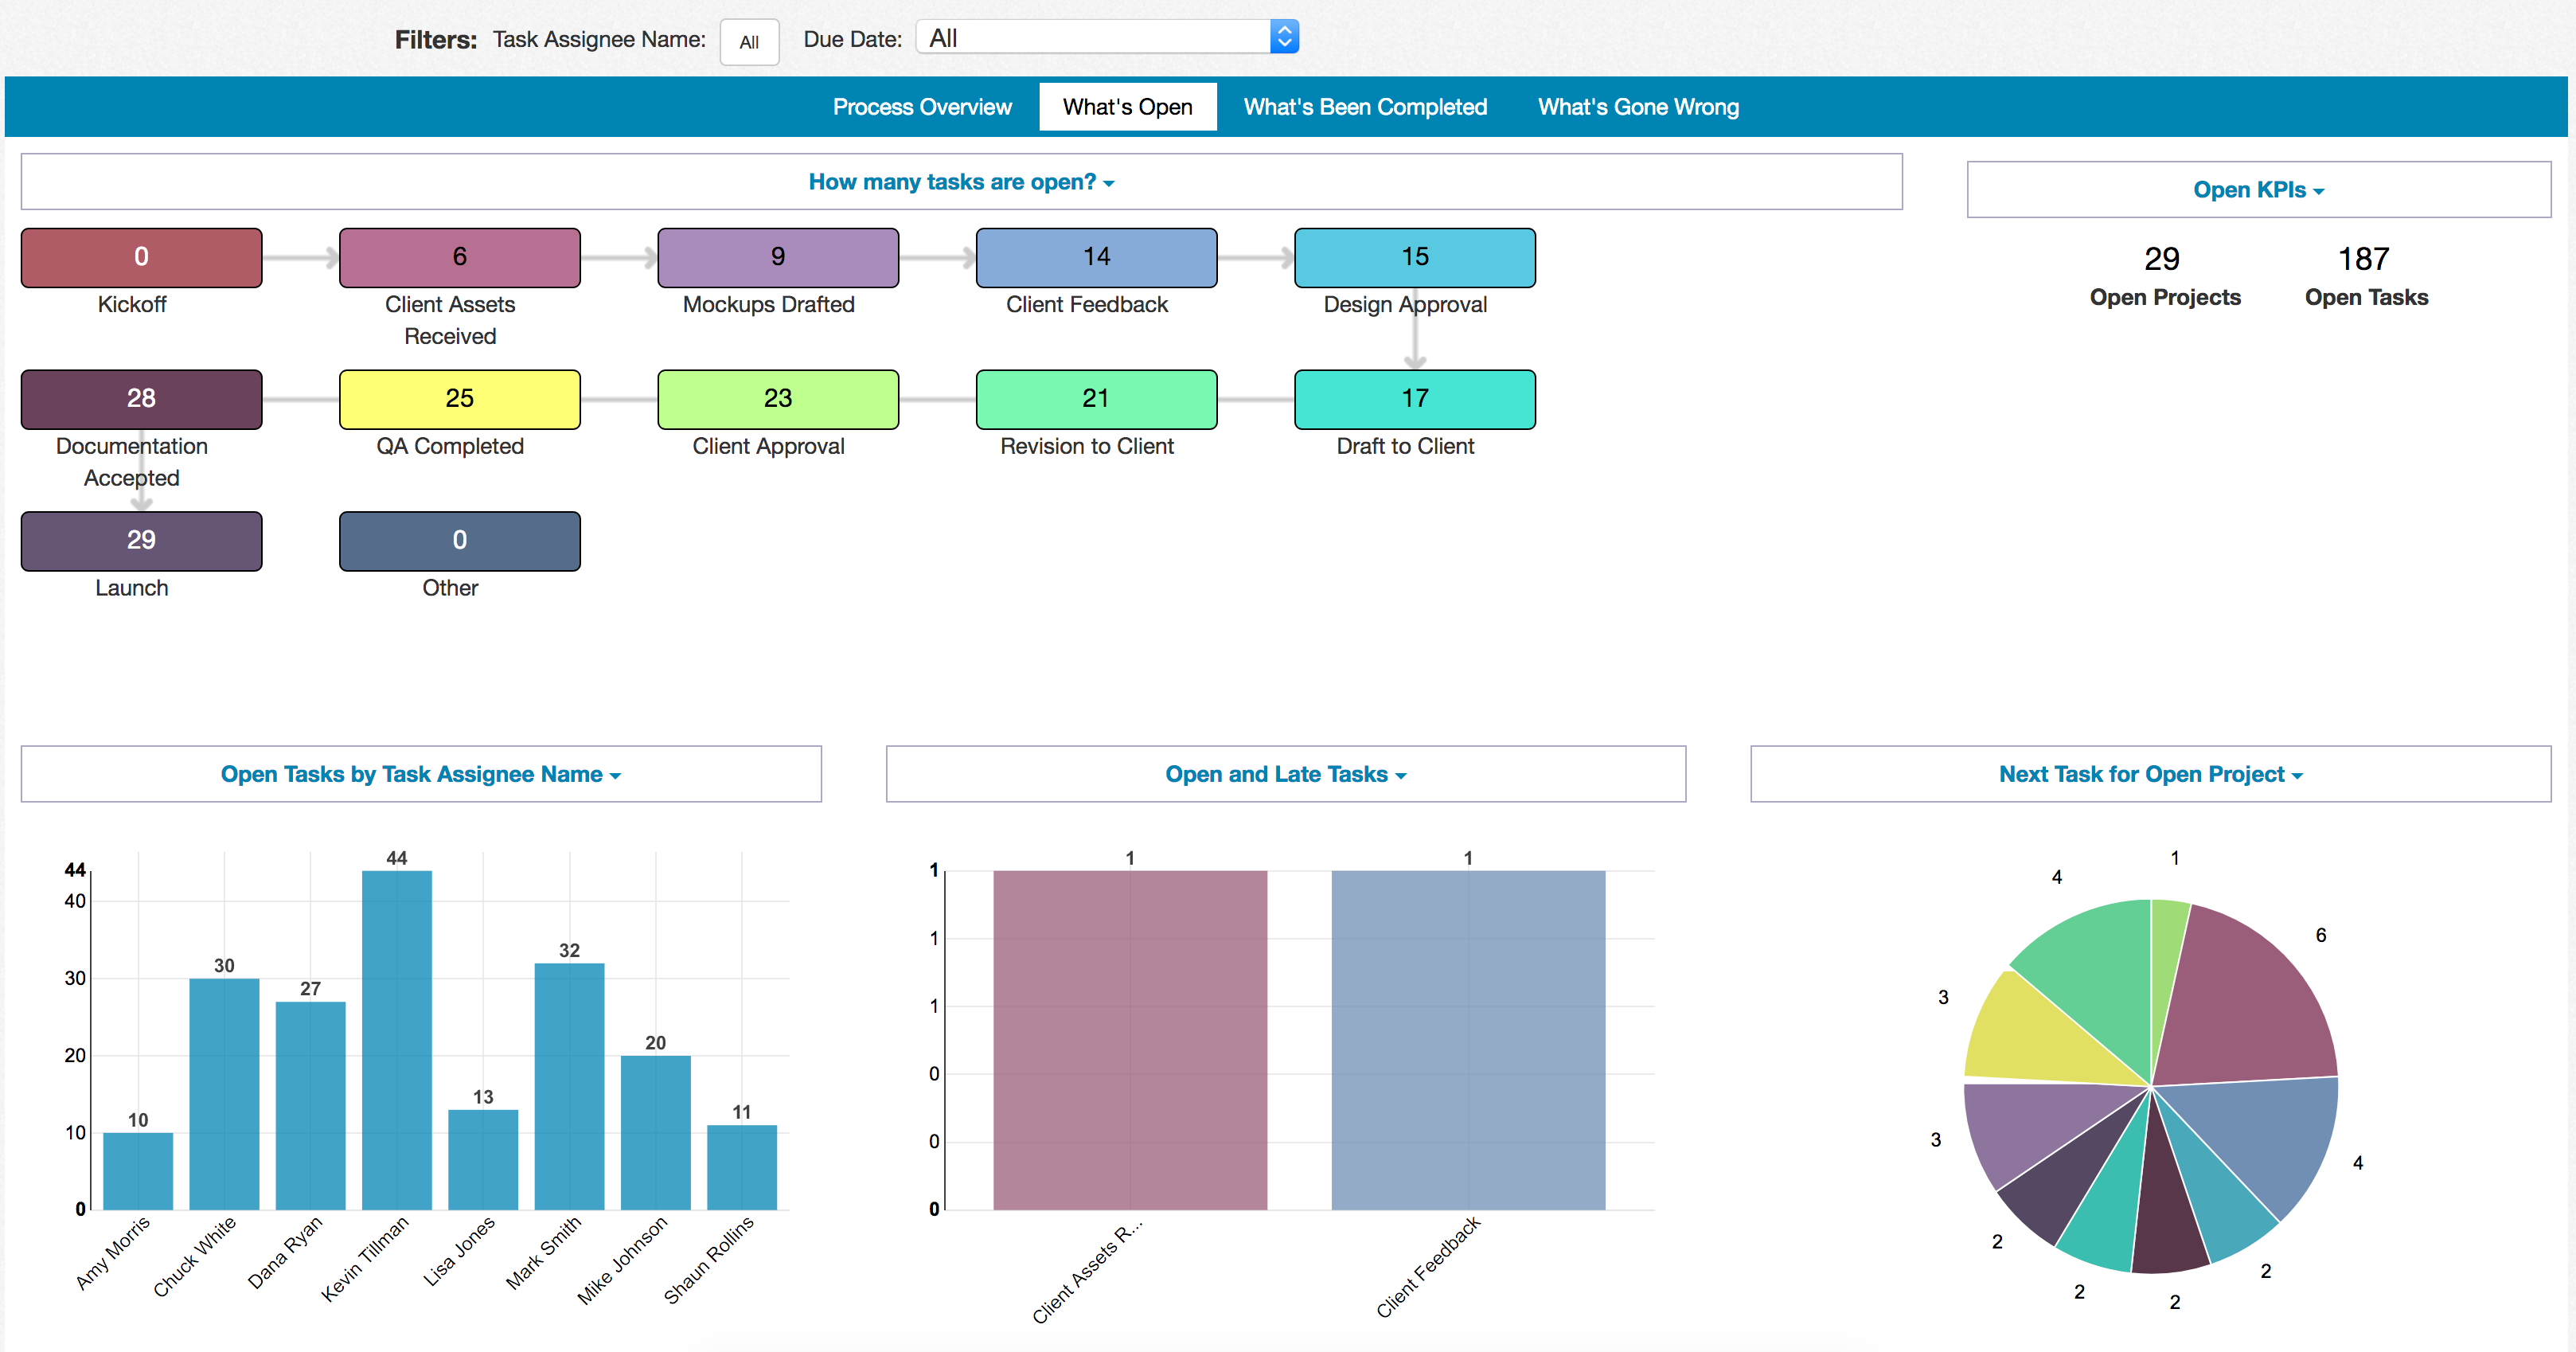 Filters: Task Assignee Name: All Due Date: All
Process Overview What's Open What's Been Completed What's Gone Wrong
How many tasks are open?
Open KPIs
0 6 9 14 15
Kickoff Client Assets Mockups Drafted Client Feedback Design Approval
Received
29 187
Open Projects Open Tasks
28 25 23 21 17
Documentation QA Completed Client Approval Revision to Client Draft to Client
Accepted
29 0
Launch Other
Open Tasks by Task Assignee Name
44
40
30
20
10
0
10
30
27
44
13
32
20
11
Amy Morris
Chuck White
Dana Ryan
Kevin Tillman
Lisa Jones
Mark Smith
Mike Johnson
Shaun Rollins
Open and Late Tasks
1
1
1
0
0
0
1
1
Client Assets R...
Client Feedback
Next Task for Open Project
1
6
4
2
2
2
2
3
3
4